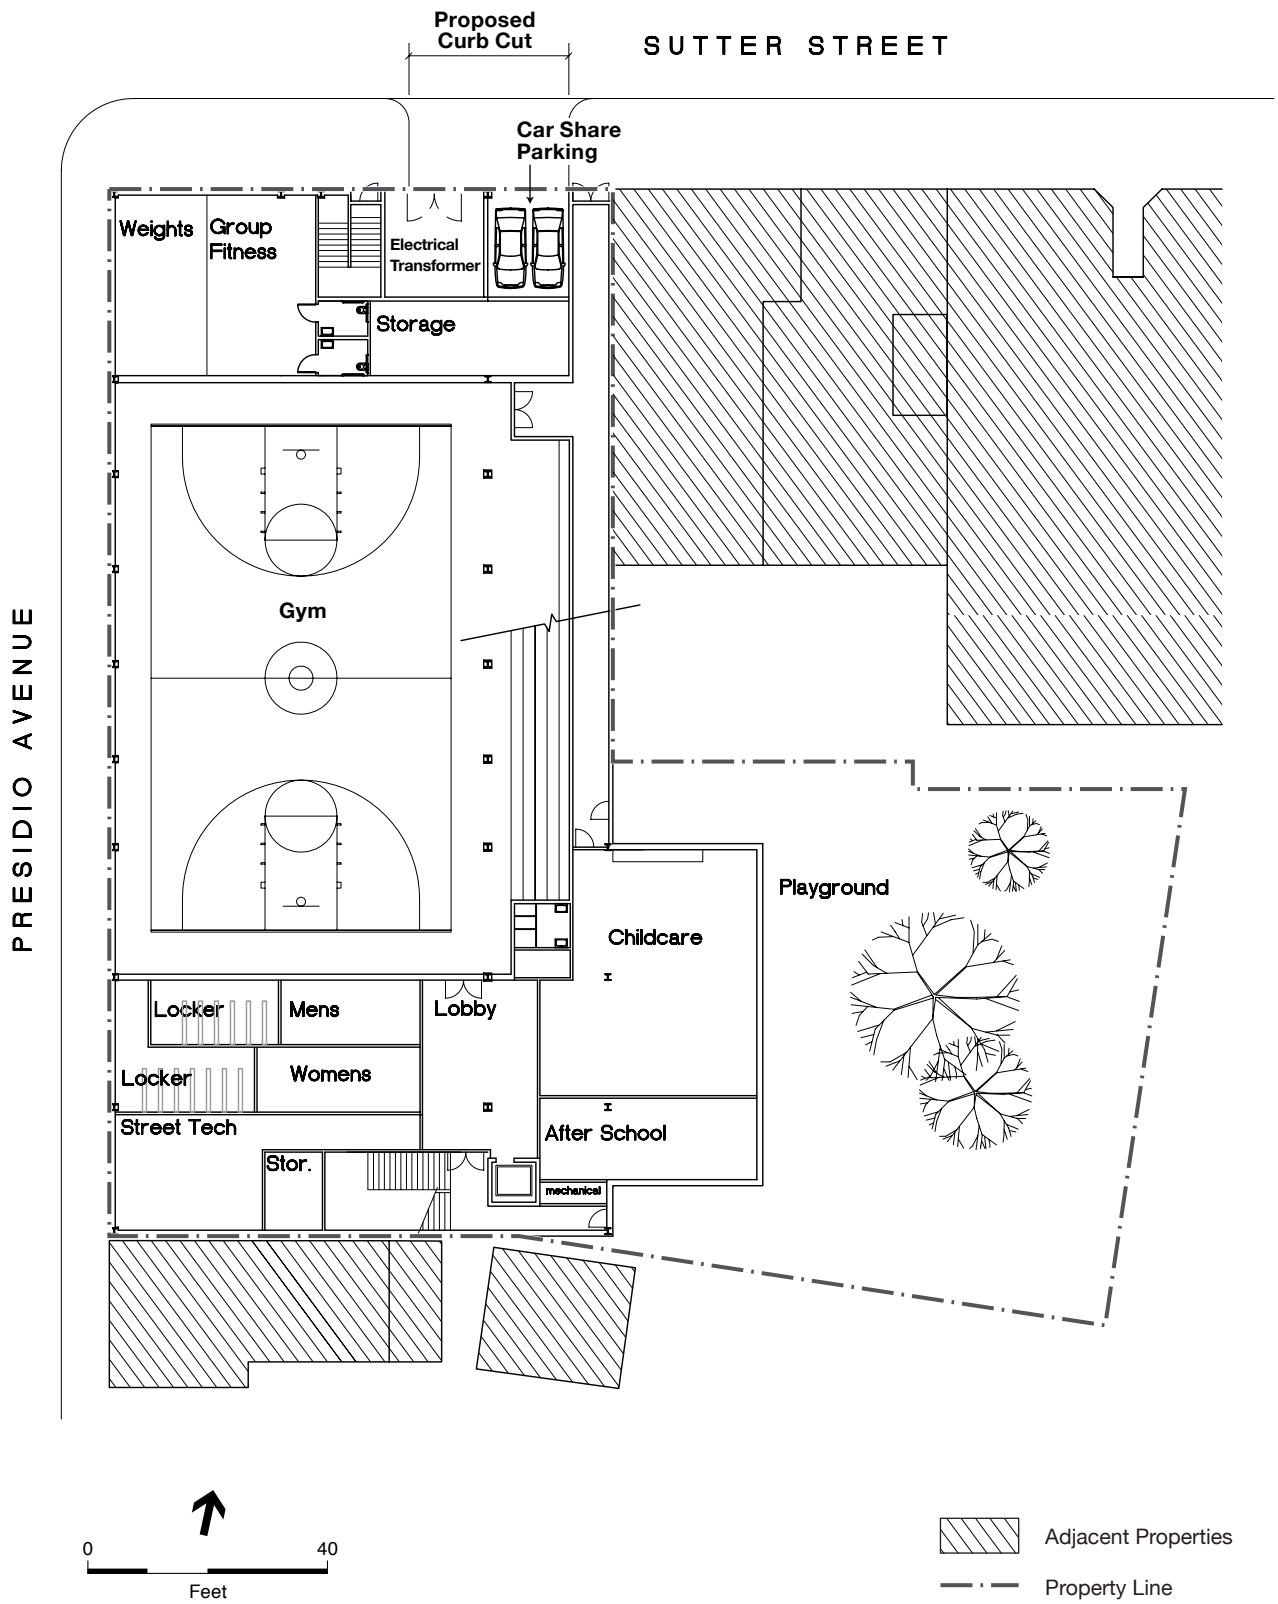 Proposed
Curb Cut
SUTTER STREET
Car Share
Parking
Weights
Group
Fitness
Electrical
Transformer
Storage
Gym
PRESIDIO AVENUE
Playground
Childcare
Locker
Mens
Lobby
Locker
Womens
Street Tech
After School
Stor.
mechanical
0
40
Feet
Adjacent Properties
Property Line